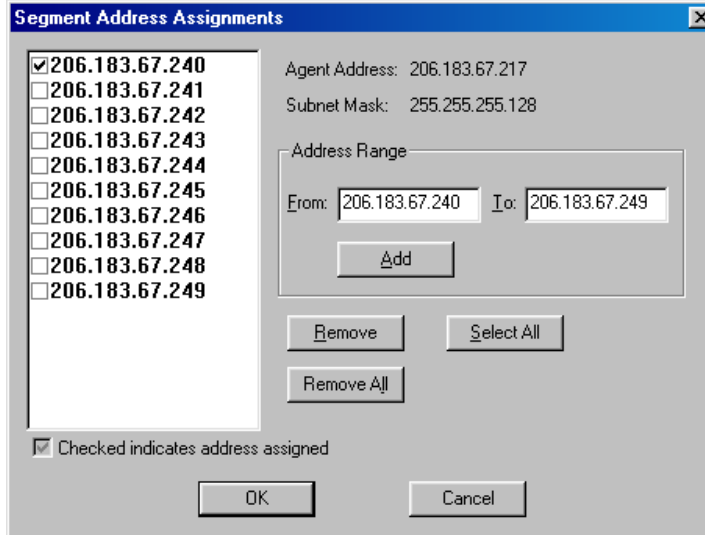 Segment Address Assignments
206.183.67.240
206.183.67.241
206.183.67.242
206.183.67.243
206.183.67.244
206.183.67.245
206.183.67.246
206.183.67.247
206.183.67.248
206.183.67.249
Agent Address: 206.183.67.217
Subnet Mask: 255.255.255.128
Address Range
From: 206.183.67.240 To: 206.183.67.249
Add
Remove Select All
Remove All
Checked indicates address assigned
OK Cancel